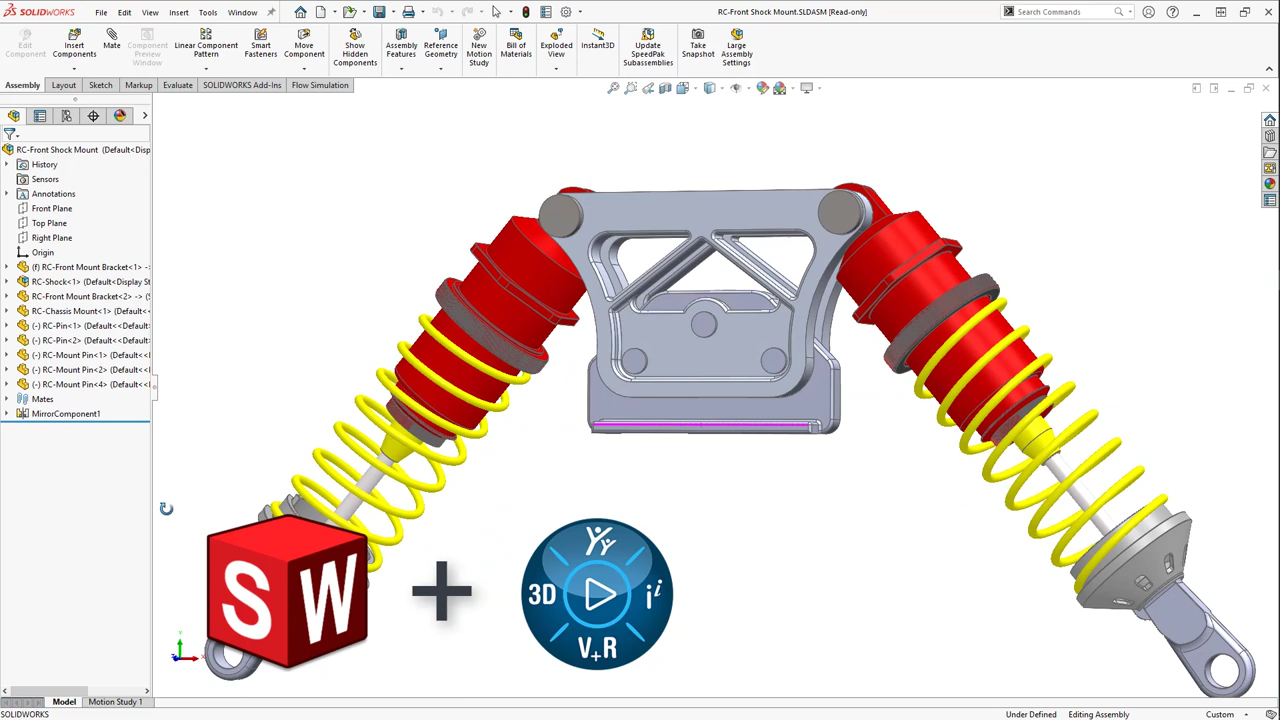 SOLIDWORKS File Edit View Insert Tools Window RC-Front Shock Mount.SLDASM [Read-only] Search Commands ?
Edit Component Insert Components Mate Component Preview Window Linear Component Pattern Smart Fasteners Move Component Show Hidden Components Assembly Features Reference Geometry New Motion Study Bill of Materials Exploded View Instant3D Update SpeedPak Subassemblies Take Snapshot Large Assembly Settings
Assembly Layout Sketch Markup Evaluate SOLIDWORKS Add-Ins Flow Simulation
RC-Front Shock Mount (Default<Disp
History
Sensors
Annotations
Front Plane
Top Plane
Right Plane
Origin
(f) RC-Front Mount Bracket<1> ->
RC-Shock<1> (Default<Display St
RC-Front Mount Bracket<2> -> (S
RC-Chassis Mount<1> (Default<D
(-) RC-Pin<1> (Default<<Default
(-) RC-Pin<2> (Default<<Default
(-) RC-Mount Pin<1> (Default<<D
(-) RC-Mount Pin<2> (Default<<
(-) RC-Mount Pin<4> (Default<<
Mates
MirrorComponent1
SW + 3D i i V+R
Model Motion Study 1
SOLIDWORKS Under Defined Editing Assembly Custom